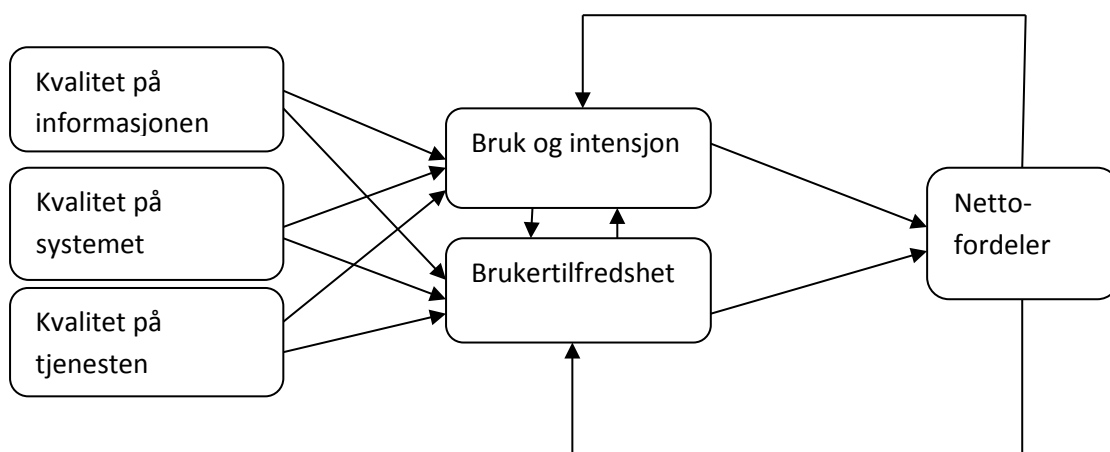 Kvalitet på
informasjonen
Kvalitet på
systemet
Kvalitet på
tjenesten
Bruk og intensjon
Brukertilfredshet
Netto-
fordeler